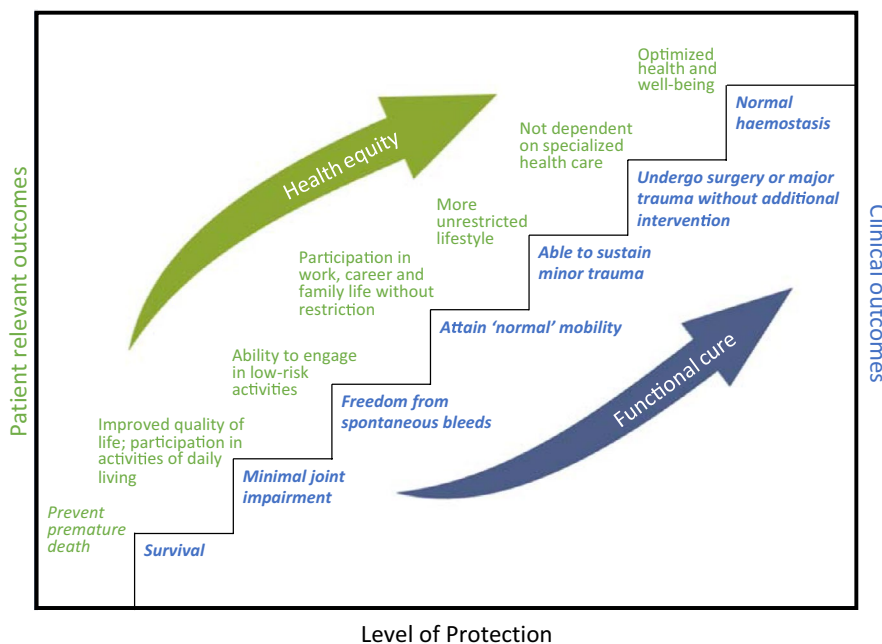 Optimized
health and
well-being
Normal
haemostasis
Not dependent
on specialized
health care
Undergo surgery or major
trauma without additional
intervention
Health equity
More
unrestricted
lifestyle
Able to sustain
minor trauma
Participation in
work, career and
family life without
restriction
Attain ‘normal’ mobility
Ability to engage
in low-risk
activities
Freedom from
spontaneous bleeds
Functional cure
Improved quality of
life; participation in
activities of daily
living
Minimal joint
impairment
Prevent
premature
death
Survival
Patient relevant outcomes
Clinical outcomes
Level of Protection